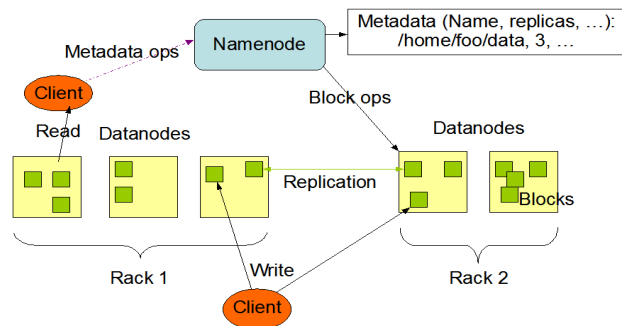 Metadata (Name, replicas, …):
/home/foo/data, 3, …
Namenode
Metadata ops
Client
Block ops
Read
Datanodes
Datanodes
Replication
Blocks
Rack 1
Write
Rack 2
Client